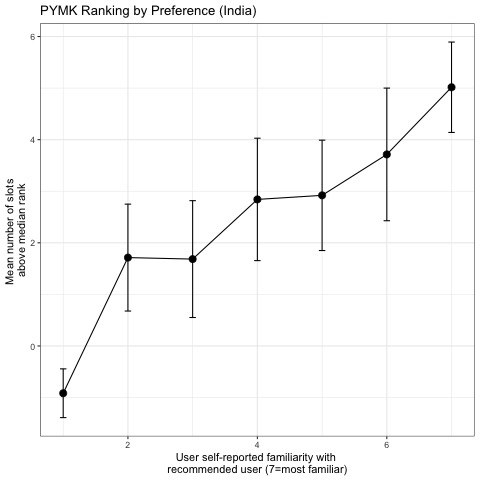 PYMK Ranking by Preference (India)
Mean number of slots
above median rank
6
4
2
0
2
4
6
User self-reported familiarity with
recommended user (7=most familiar)